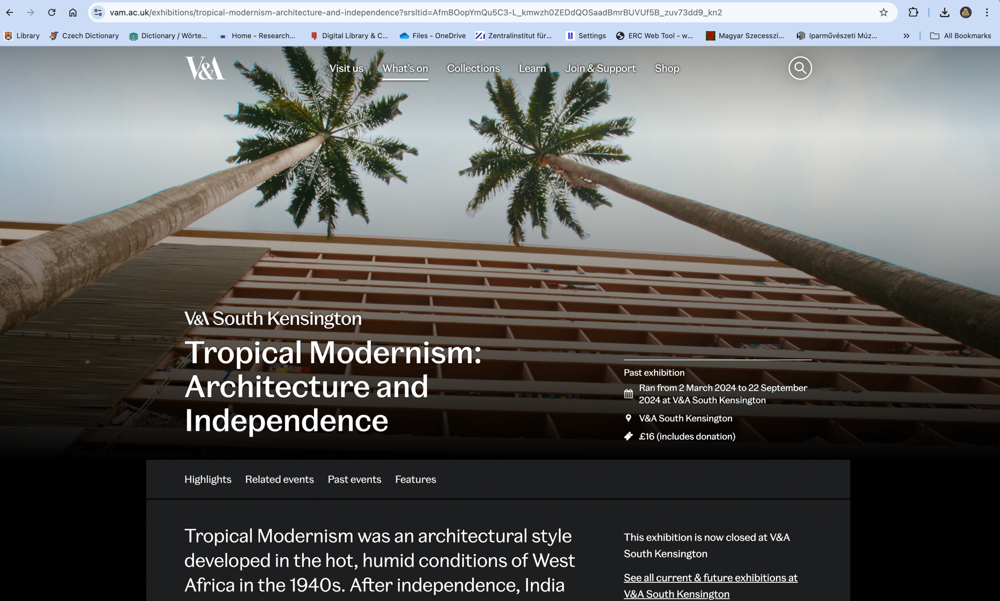 vam.ac.uk/exhibitions/tropical-modernism-architecture-and-independence?srsltid=AfmBOopYmQu5C3-L_kmwzh0ZEDdQOSaadBmrBUVUf5B_zuv73dd9_kn2
Library Czech Dictionary Dictionary / Wörte... Home - Research... Digital Library & C... Files - OneDrive Zentralinstitut für... Settings ERC Web Tool - w... Magyar Szecesszi... Iparművészeti Múz... All Bookmarks
V&A Visit us What's on Collections Learn Join & Support Shop
V&A South Kensington
Tropical Modernism:
Architecture and
Independence
Past exhibition
Ran from 2 March 2024 to 22 September
2024 at V&A South Kensington
V&A South Kensington
£16 (includes donation)
Highlights Related events Past events Features
Tropical Modernism was an architectural style
developed in the hot, humid conditions of West
Africa in the 1940s. After independence, India
This exhibition is now closed at V&A
South Kensington
See all current & future exhibitions at
V&A South Kensington